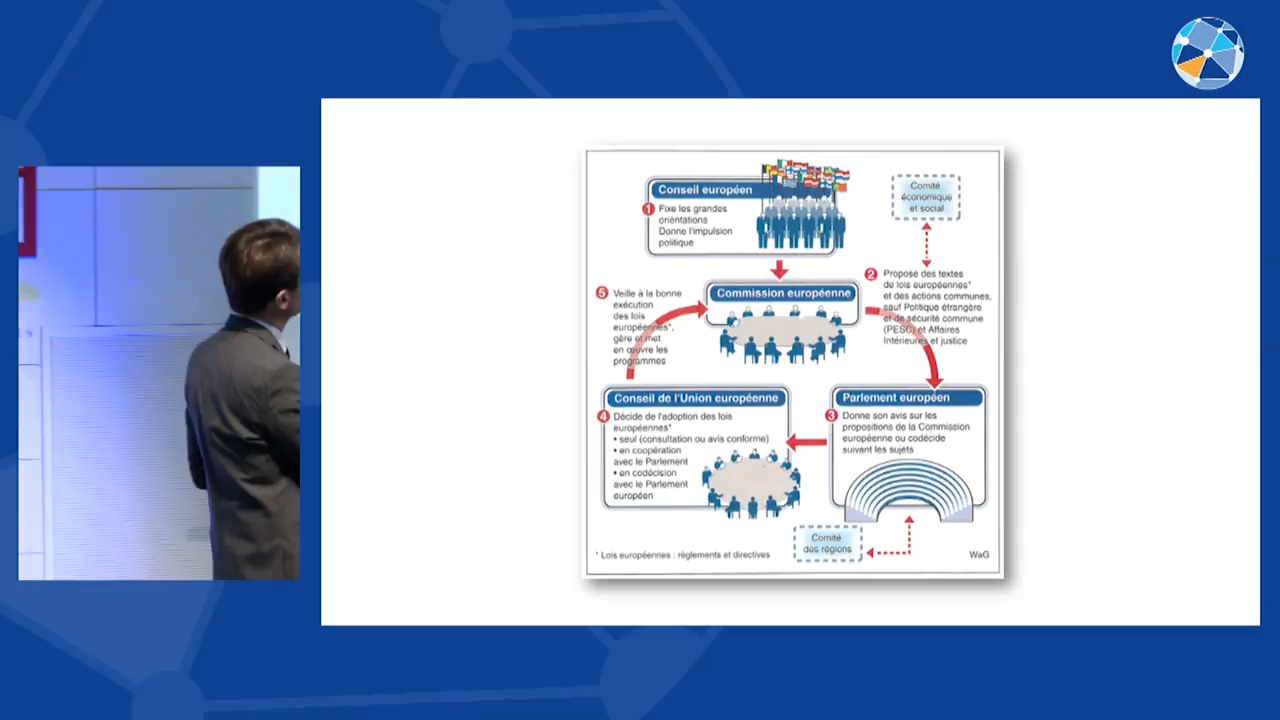 Conseil européen
1 Fixe les grandes
orientations
Donne l'impulsion
politique
Comité
économique
et social
Commission européenne
2 Propose des textes
de lois européennes*
et des actions communes,
sauf Politique étrangère
et de sécurité commune
(PESC) et Affaires
Intérieures et justice
5 Veille à la bonne
exécution
des lois
européennes*,
gère et met
en œuvre les
programmes
Parlement européen
3 Donne son avis sur les
propositions de la Commission
européenne ou codécide
suivant les sujets
Conseil de l'Union européenne
4 Décide de l'adoption des lois
européennes*
• seul (consultation ou avis conforme)
• en coopération
avec le Parlement
• en codécision
avec le Parlement
européen
Comité
des régions
* Lois européennes : règlements et directives
WaG